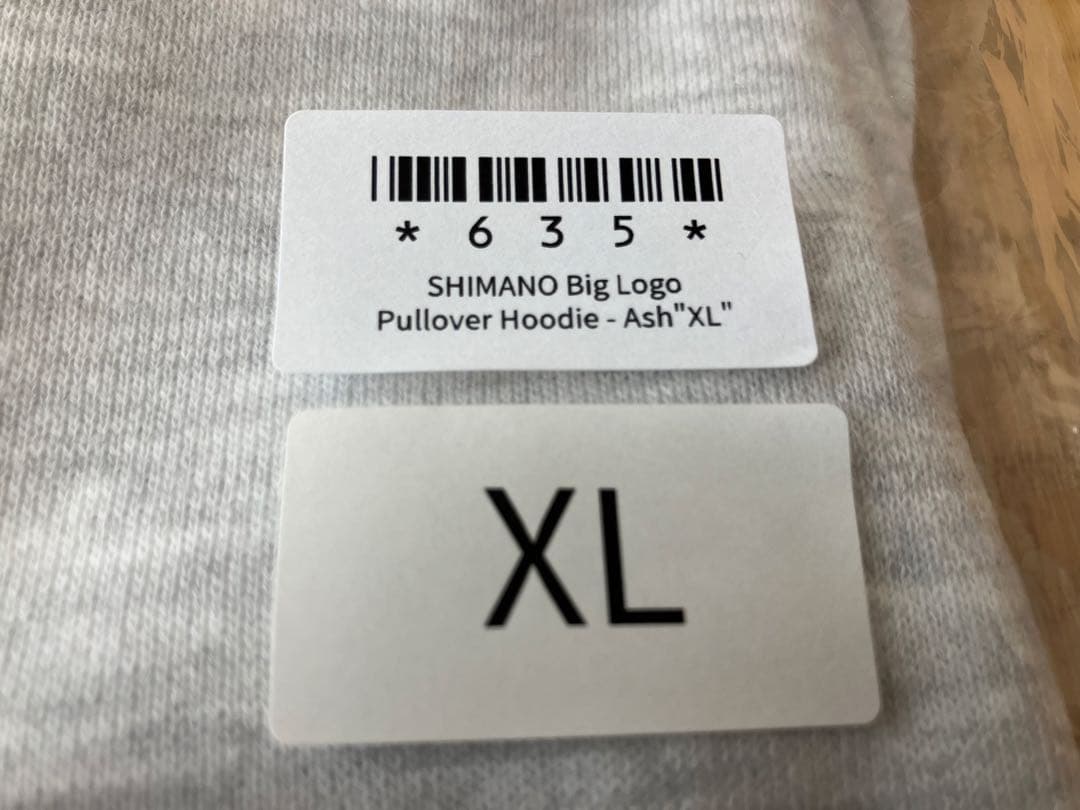 * 6 3 5 *
SHIMANO Big Logo
Pullover Hoodie - Ash"XL"
XL